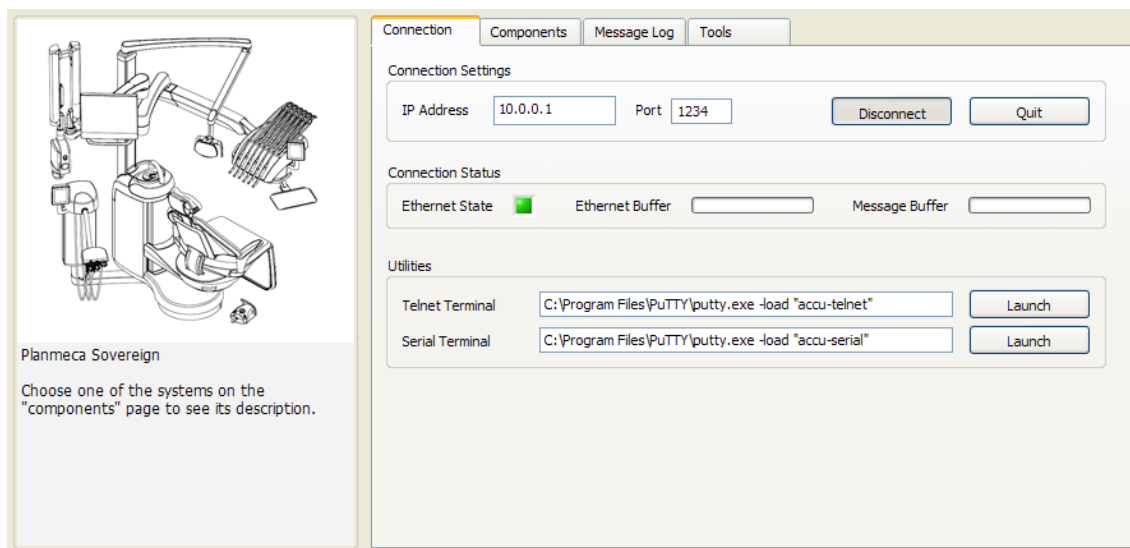 Connection
Components
Message Log
Tools
Connection Settings
IP Address 10.0.0.1 Port 1234 Disconnect Quit
Connection Status
Ethernet State Ethernet Buffer Message Buffer
Utilities
Telnet Terminal C:\Program Files\PuTTY\putty.exe -load "accu-telnet" Launch
Serial Terminal C:\Program Files\PuTTY\putty.exe -load "accu-serial" Launch
Planmeca Sovereign
Choose one of the systems on the
"components" page to see its description.